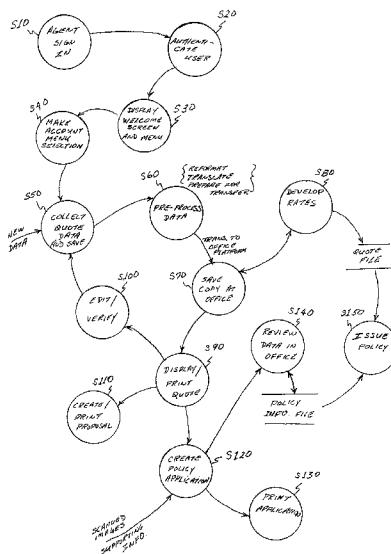 S10
AGENT
SIGN
IN
S20
AUTHENTI-
CATE
USER
S30
DISPLAY
WELCOME
SCREEN
AND MENU
S40
MAKE
ACCOUNT
MENU
SELECTION
S50
COLLECT
QUOTE
DATA
AND SAVE
NEW
DATA
S60
PRE-PROCESS
DATA
REFORMAT
TRANSLATE
PREPARE FOR
TRANSFER
TRANS. TO
OFFICE
PLATFORM
S70
SAVE
COPY AT
OFFICE
S80
DEVELOP
RATES
QUOTE
FILE
S90
DISPLAY/
PRINT
QUOTE
S100
EDIT/
VERIFY
S110
CREATE/
PRINT
PROPOSAL
S120
CREATE
POLICY
APPLICATION
SCANNED
IMAGES
SUPPORTING
INFO.
S130
PRINT
APPLICATION
S140
REVIEW
DATA IN
OFFICE
POLICY
INFO. FILE
S150
ISSUE
POLICY